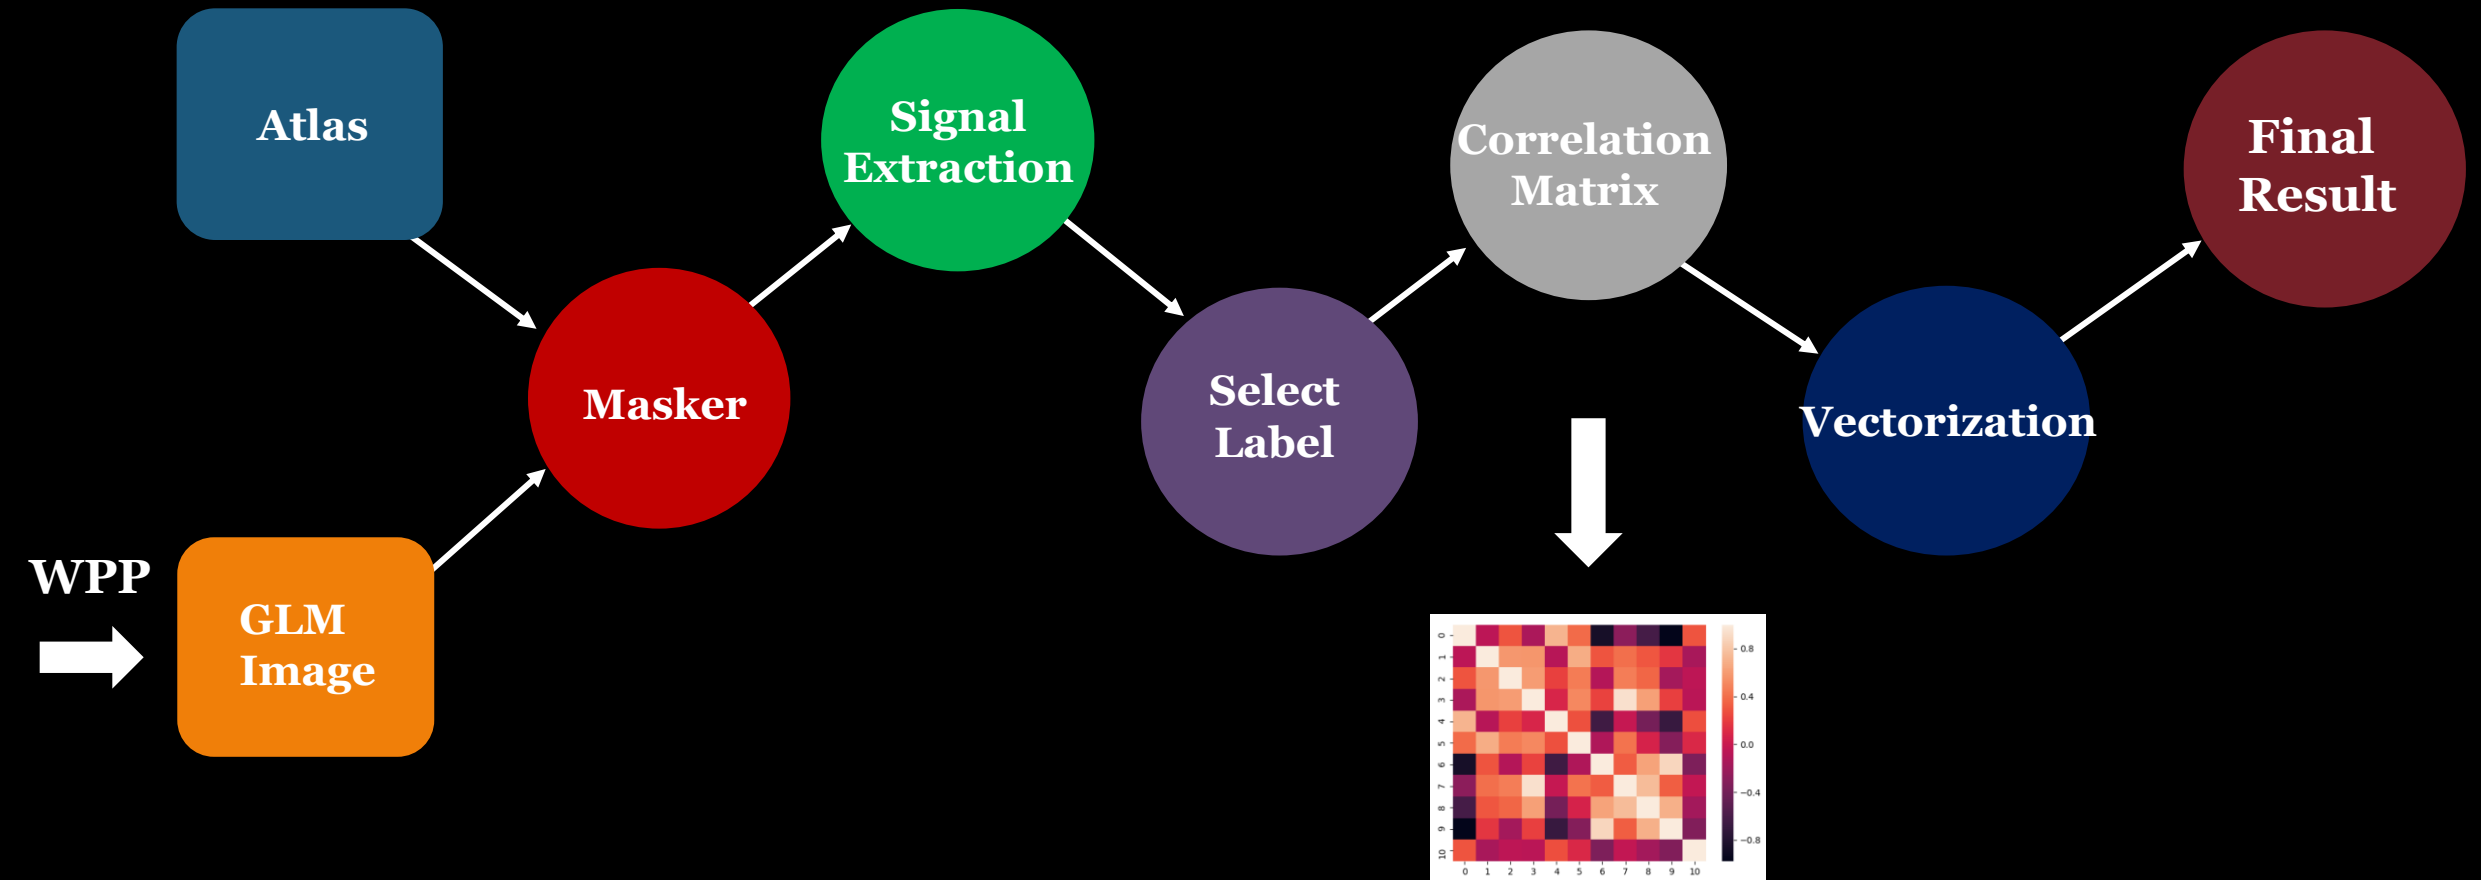 Atlas
Signal
Extraction
Correlation
Matrix
Final
Result
Masker
Select
Label
Vectorization
WPP
GLM
Image
0
1
2
3
4
5
6
7
8
9
10
0 1 2 3 4 5 6 7 8 9 10
0.8
0.4
0.0
−0.4
−0.8